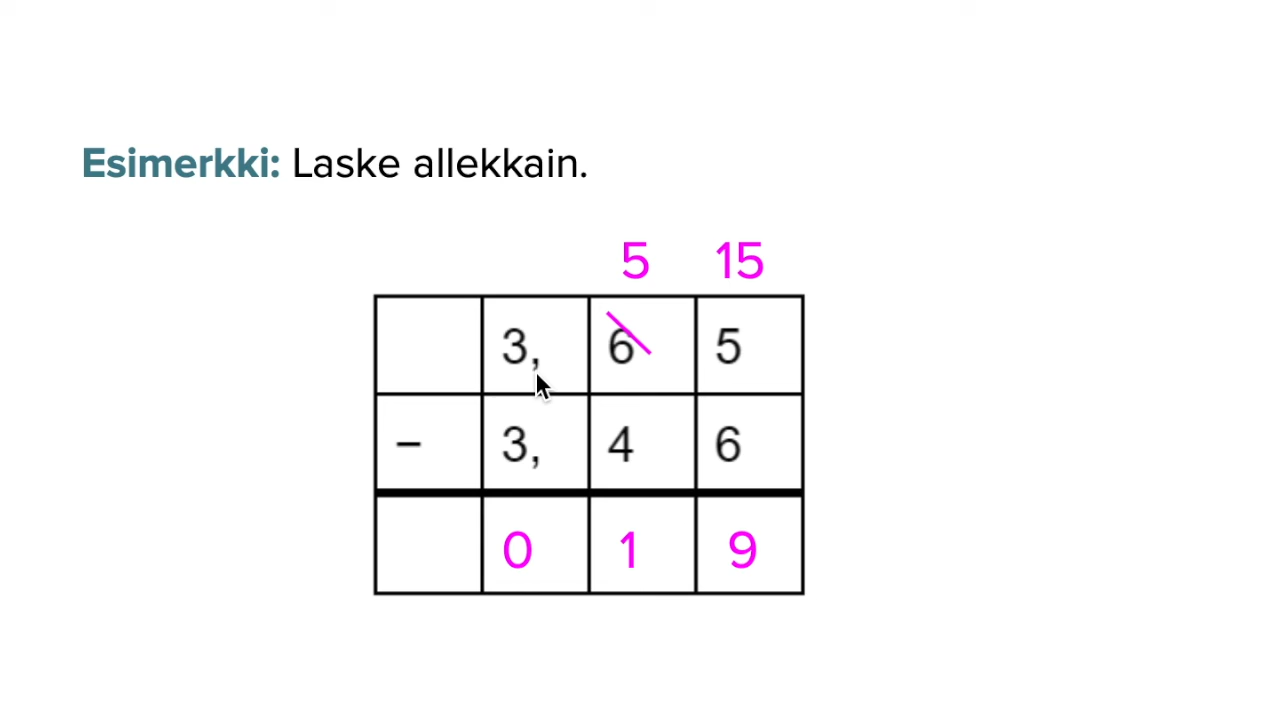 Esimerkki: Laske allekkain.
5 15
3, 6 5
– 3, 4 6
0 1 9